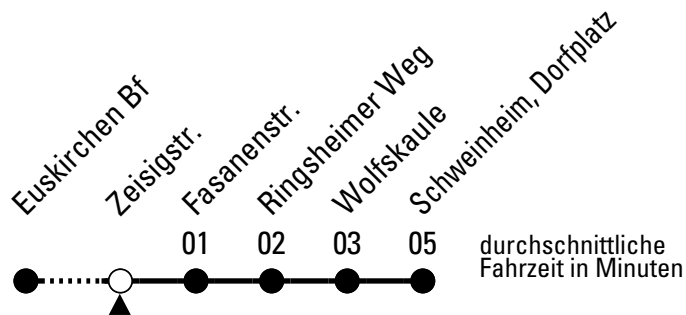 Euskirchen Bf
Zeisigstr.
Fasanenstr.
Ringsheimer Weg
Wolfskaule
Schweinheim, Dorfplatz
01 02 03 05
durchschnittliche
Fahrzeit in Minuten